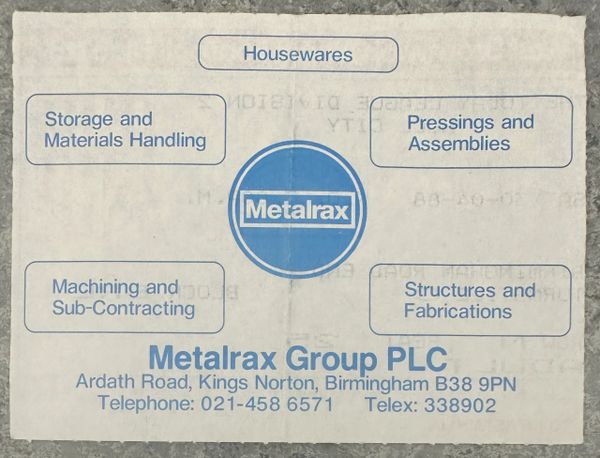 Housewares
Storage and
Materials Handling
Pressings and
Assemblies
Metalrax
Machining and
Sub-Contracting
Structures and
Fabrications
Metalrax Group PLC
Ardath Road, Kings Norton, Birmingham B38 9PN
Telephone: 021-458 6571 Telex: 338902